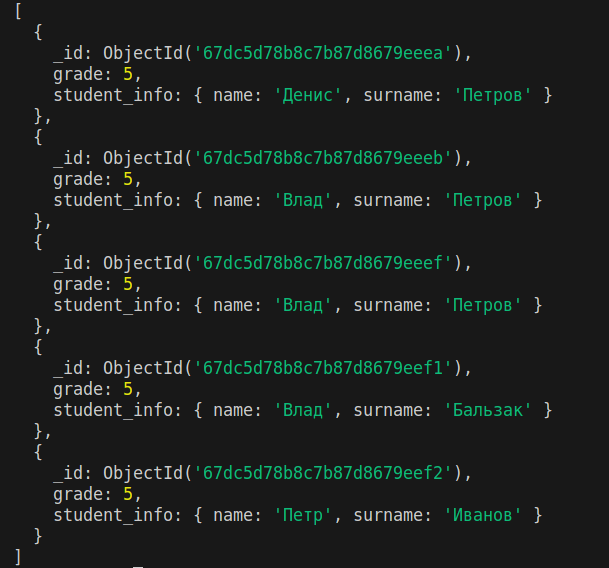 [
  {
    _id: ObjectId('67dc5d78b8c7b87d8679eeea'),
    grade: 5,
    student_info: { name: 'Денис', surname: 'Петров' }
  },
  {
    _id: ObjectId('67dc5d78b8c7b87d8679eeeb'),
    grade: 5,
    student_info: { name: 'Влад', surname: 'Петров' }
  },
  {
    _id: ObjectId('67dc5d78b8c7b87d8679eeef'),
    grade: 5,
    student_info: { name: 'Влад', surname: 'Петров' }
  },
  {
    _id: ObjectId('67dc5d78b8c7b87d8679eef1'),
    grade: 5,
    student_info: { name: 'Влад', surname: 'Бальзак' }
  },
  {
    _id: ObjectId('67dc5d78b8c7b87d8679eef2'),
    grade: 5,
    student_info: { name: 'Петр', surname: 'Иванов' }
  }
]